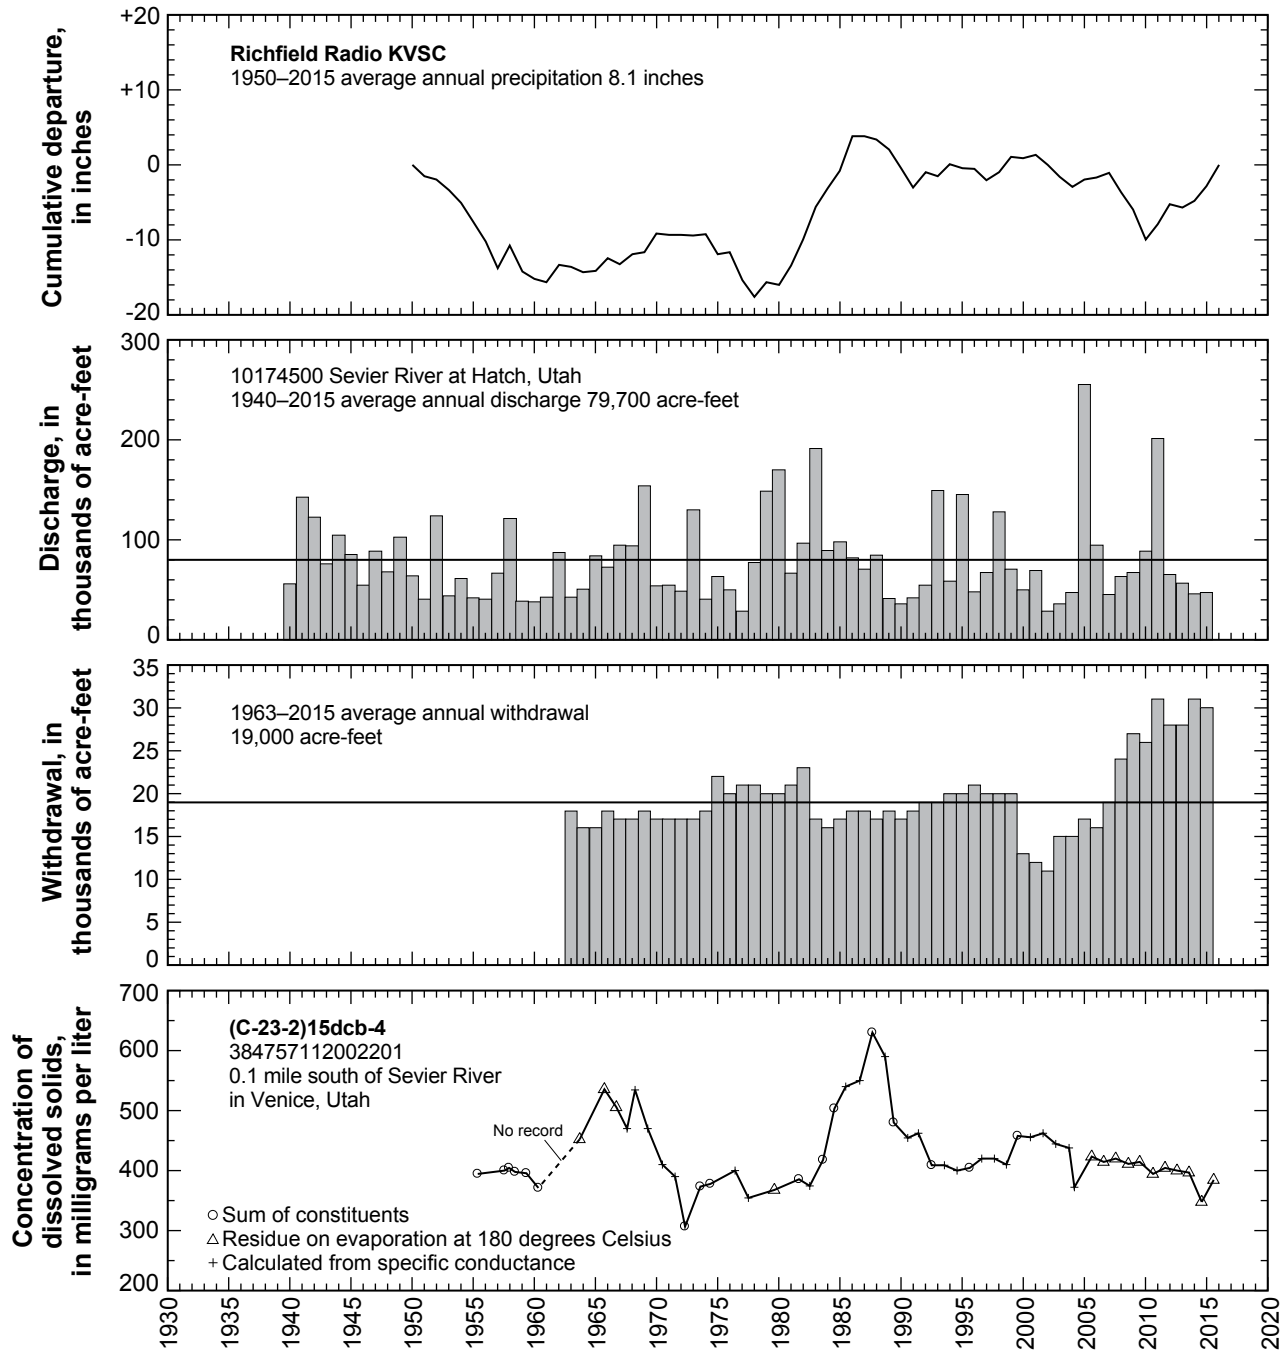 Cumulative departure,
in inches
+20
+10
0
-10
-20
Richfield Radio KVSC
1950–2015 average annual precipitation 8.1 inches
Discharge, in
thousands of acre-feet
300
200
100
0
10174500 Sevier River at Hatch, Utah
1940–2015 average annual discharge 79,700 acre-feet
Withdrawal, in
thousands of acre-feet
35
30
25
20
15
10
5
0
1963–2015 average annual withdrawal
19,000 acre-feet
Concentration of
dissolved solids,
in milligrams per liter
700
600
500
400
300
200
(C-23-2)15dcb-4
384757112002201
0.1 mile south of Sevier River
in Venice, Utah
No record
Sum of constituents
Residue on evaporation at 180 degrees Celsius
Calculated from specific conductance
1930
1935
1940
1945
1950
1955
1960
1965
1970
1975
1980
1985
1990
1995
2000
2005
2010
2015
2020